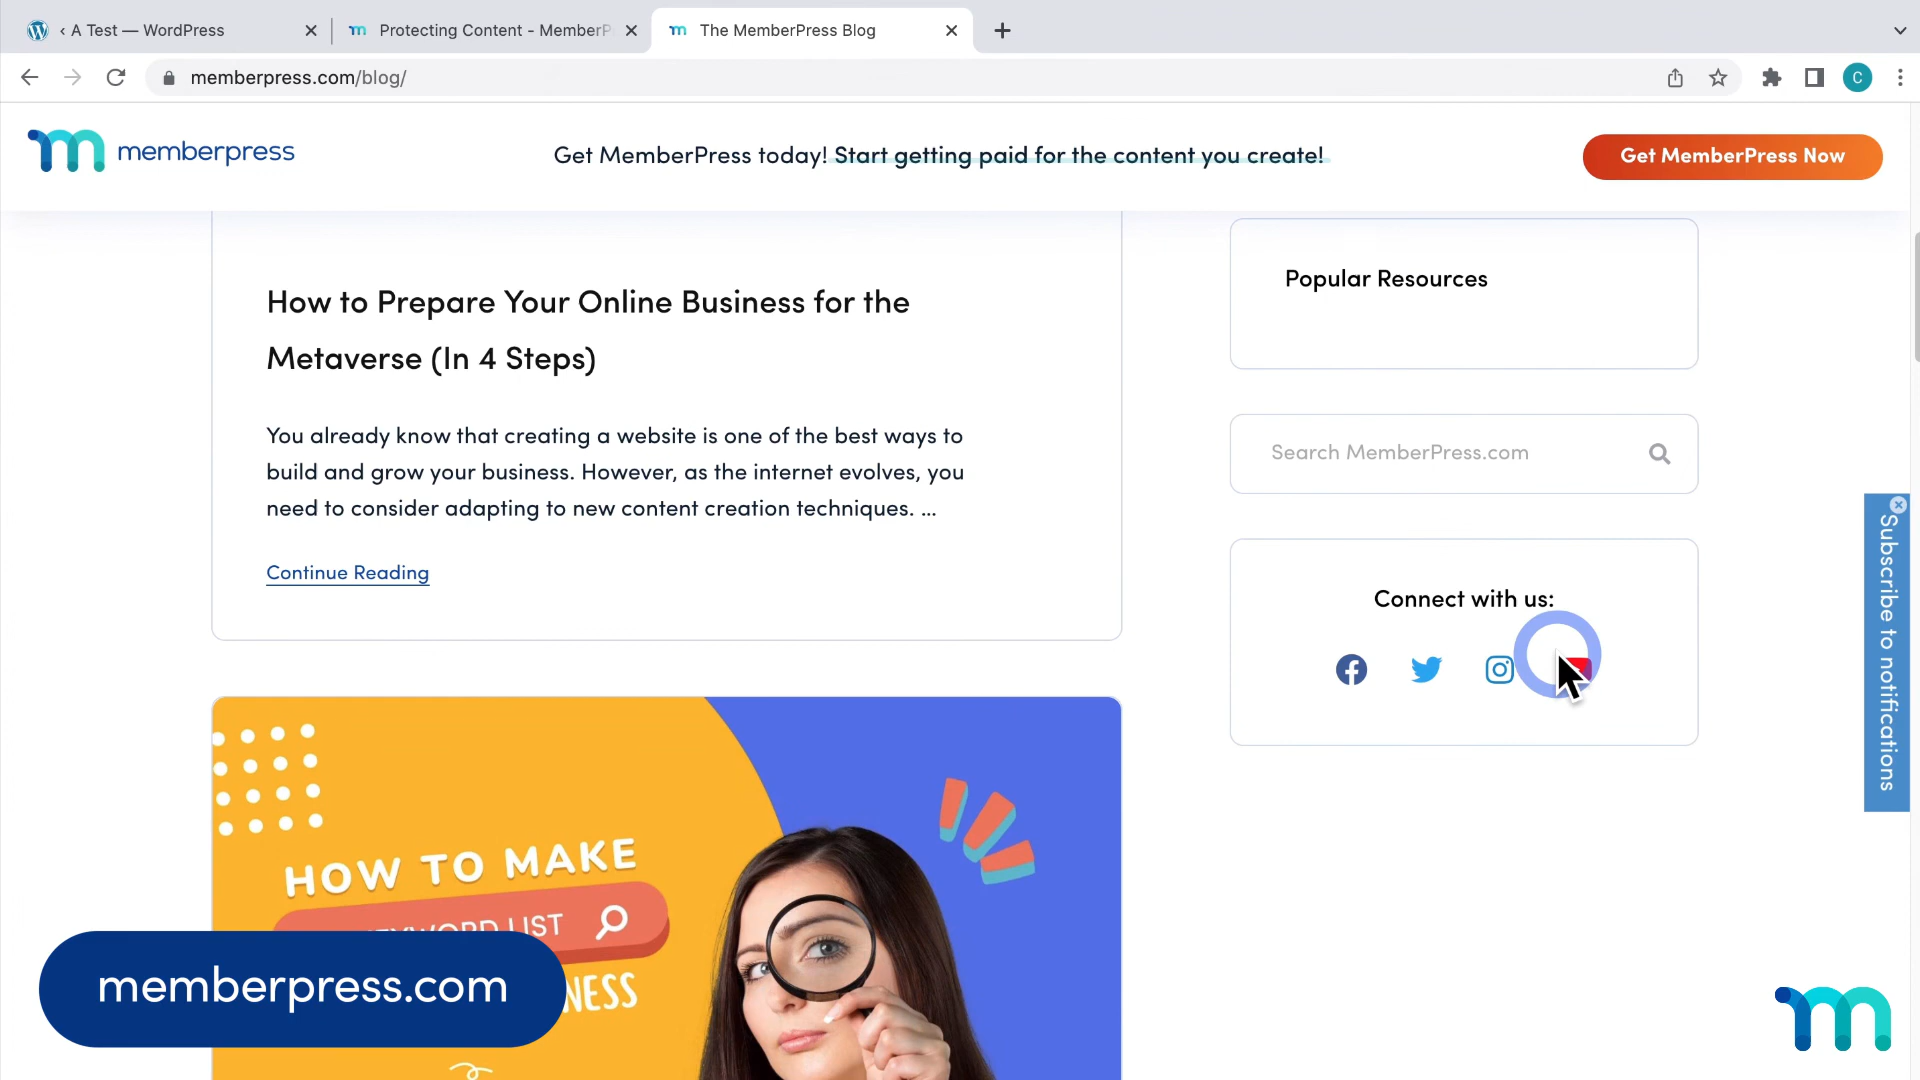 ‹ A Test — WordPress
Protecting Content - MemberP
The MemberPress Blog
memberpress.com/blog/
C
memberpress
Get MemberPress today! Start getting paid for the content you create!
Get MemberPress Now
How to Prepare Your Online Business for the
Metaverse (In 4 Steps)
You already know that creating a website is one of the best ways to
build and grow your business. However, as the internet evolves, you
need to consider adapting to new content creation techniques. ...
Continue Reading
Popular Resources
Search MemberPress.com
Connect with us:
Subscribe to notifications
HOW TO MAKE
KEYWORD LIST
NESS
memberpress.com